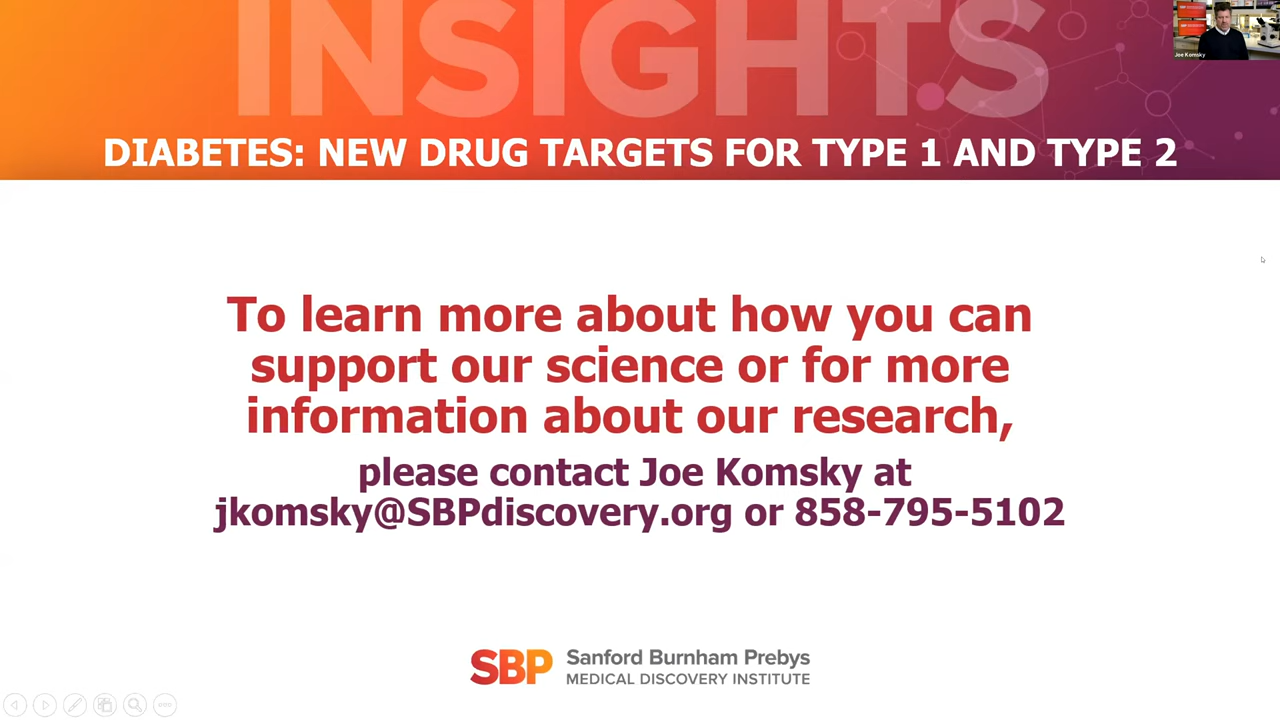 INSIGHTS
Joe Komsky
DIABETES: NEW DRUG TARGETS FOR TYPE 1 AND TYPE 2
To learn more about how you can
support our science or for more
information about our research,
please contact Joe Komsky at
jkomsky@SBPdiscovery.org or 858-795-5102
SBP Sanford Burnham Prebys
MEDICAL DISCOVERY INSTITUTE